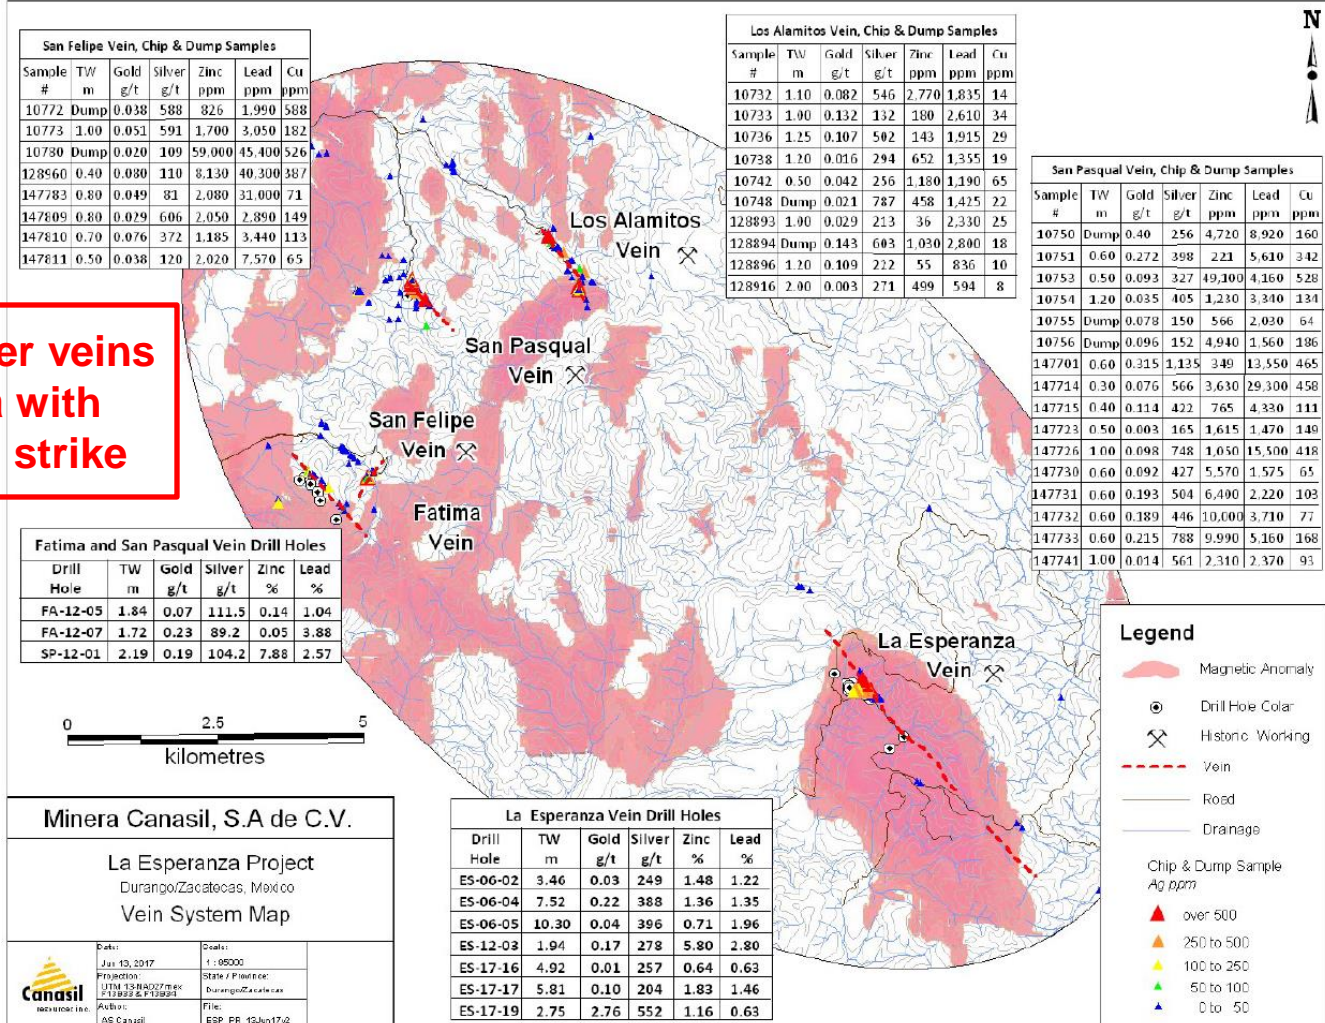 San Felipe Vein, Chip & Dump Samples
Sample # TW m Gold g/t Silver g/t Zinc ppm Lead ppm Cu ppm
10772 Dump 0.038 588 826 1,990 588
10773 1.00 0.051 591 1,700 3,050 182
10780 Dump 0.020 109 59,000 45,400 526
128960 0.40 0.080 110 8,130 40,300 387
147783 0.80 0.049 81 2,080 31,000 71
147809 0.80 0.029 606 2,050 2,890 149
147810 0.70 0.076 372 1,185 3,440 113
147811 0.50 0.038 120 2,020 7,570 65
Los Alamitos Vein, Chip & Dump Samples
Sample # TW m Gold g/t Silver g/t Zinc ppm Lead ppm Cu ppm
10732 1.10 0.082 546 2,770 1,835 14
10733 1.00 0.132 132 180 2,610 34
10736 1.25 0.107 502 143 1,915 29
10738 1.20 0.016 294 652 1,355 19
10742 0.50 0.042 256 1,180 1,190 65
10748 Dump 0.021 787 458 1,425 22
128893 1.00 0.029 213 36 2,330 25
128894 Dump 0.143 603 1,030 2,800 18
128896 1.20 0.109 222 55 836 10
128916 2.00 0.003 271 499 594 8
N
San Pasqual Vein, Chip & Dump Samples
Sample # TW m Gold g/t Silver g/t Zinc ppm Lead ppm Cu ppm
10750 Dump 0.40 256 4,720 8,920 160
10751 0.60 0.272 398 221 5,610 342
10753 0.50 0.093 327 49,100 4,160 528
10754 1.20 0.035 405 1,230 3,340 134
10755 Dump 0.078 150 566 2,030 64
10756 Dump 0.096 152 4,940 1,560 186
147701 0.60 0.315 1,135 349 13,550 465
147714 0.30 0.076 566 3,630 29,300 458
147715 0.40 0.114 422 765 4,330 111
147723 0.50 0.003 165 1,615 1,470 149
147726 1.00 0.098 748 1,050 15,500 418
147730 0.60 0.092 427 5,570 1,575 65
147731 0.60 0.193 504 6,400 2,220 103
147732 0.60 0.189 446 10,000 3,710 77
147733 0.60 0.215 788 9,990 5,160 168
147741 1.00 0.014 561 2,310 2,370 93
Los Alamitos
Vein
San Pasqual
Vein
San Felipe
Vein
Fatima
Vein
La Esperanza
Vein
er veins
with
strike
Fatima and San Pasqual Vein Drill Holes
Drill Hole TW m Gold g/t Silver g/t Zinc % Lead %
FA-12-05 1.84 0.07 111.5 0.14 1.04
FA-12-07 1.72 0.23 89.2 0.05 3.88
SP-12-01 2.19 0.19 104.2 7.88 2.57
0 2.5 5
kilometres
Minera Canasil, S.A de C.V.
La Esperanza Project
Durango/Zacatecas, Mexico
Vein System Map
Canasil
resources inc.
Date:
Jun 13, 2017
Scale:
1 : 95000
Projection:
UTM 13-NAD27mex
State / Province:
Durango/Zacatecas
Author:
AS Canasil
File:
ESP_PR_13Jun17v2
La Esperanza Vein Drill Holes
Drill Hole TW m Gold g/t Silver g/t Zinc % Lead %
ES-06-02 3.46 0.03 249 1.48 1.22
ES-06-04 7.52 0.22 388 1.36 1.35
ES-06-05 10.30 0.04 396 0.71 1.96
ES-12-03 1.94 0.17 278 5.80 2.80
ES-17-16 4.92 0.01 257 0.64 0.63
ES-17-17 5.81 0.10 204 1.83 1.46
ES-17-19 2.75 2.76 552 1.16 0.63
Legend
Magnetic Anomaly
Drill Hole Colar
Historic Working
Vein
Road
Drainage
Chip & Dump Sample
Ag ppm
over 500
250 to 500
100 to 250
50 to 100
0 to 50